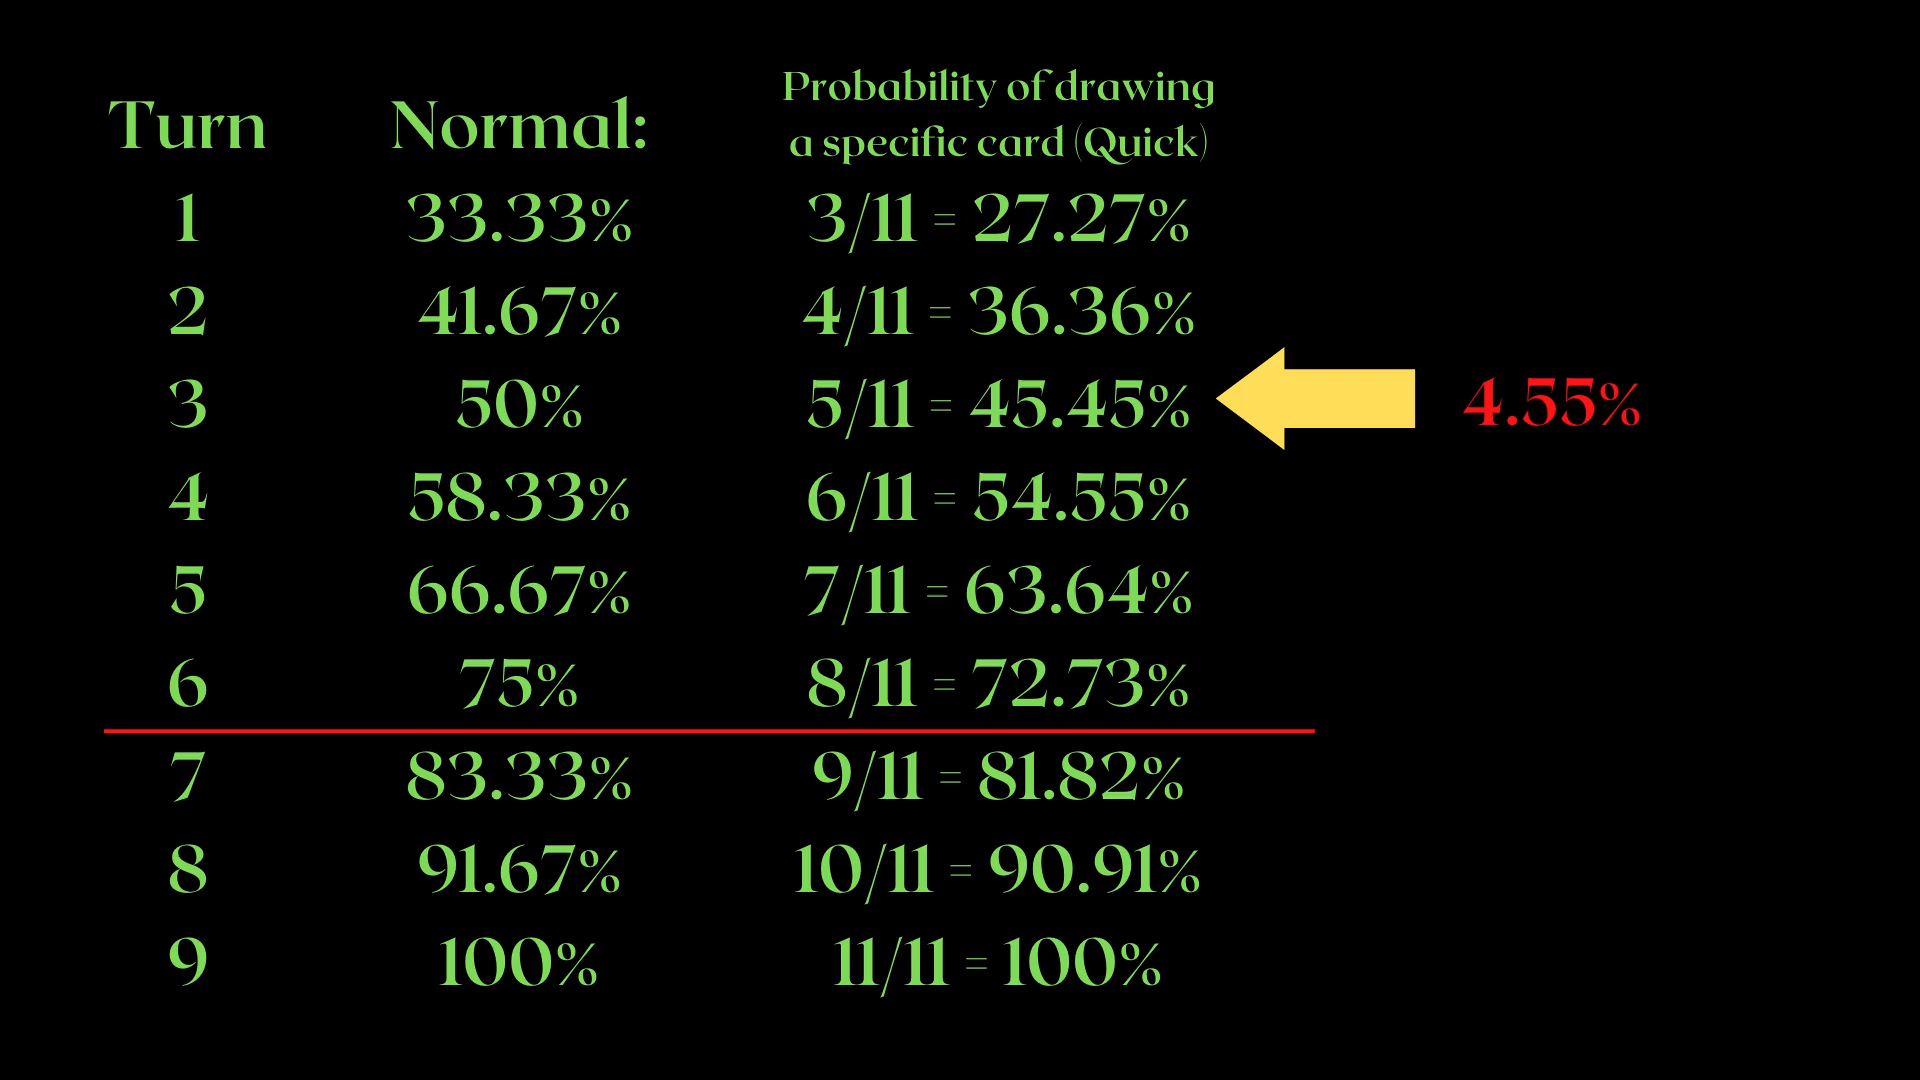 Turn Normal: Probability of drawing
a specific card (Quick)
1 33.33% 3/11 = 27.27%
2 41.67% 4/11 = 36.36%
3 50% 5/11 = 45.45% 4.55%
4 58.33% 6/11 = 54.55%
5 66.67% 7/11 = 63.64%
6 75% 8/11 = 72.73%
7 83.33% 9/11 = 81.82%
8 91.67% 10/11 = 90.91%
9 100% 11/11 = 100%